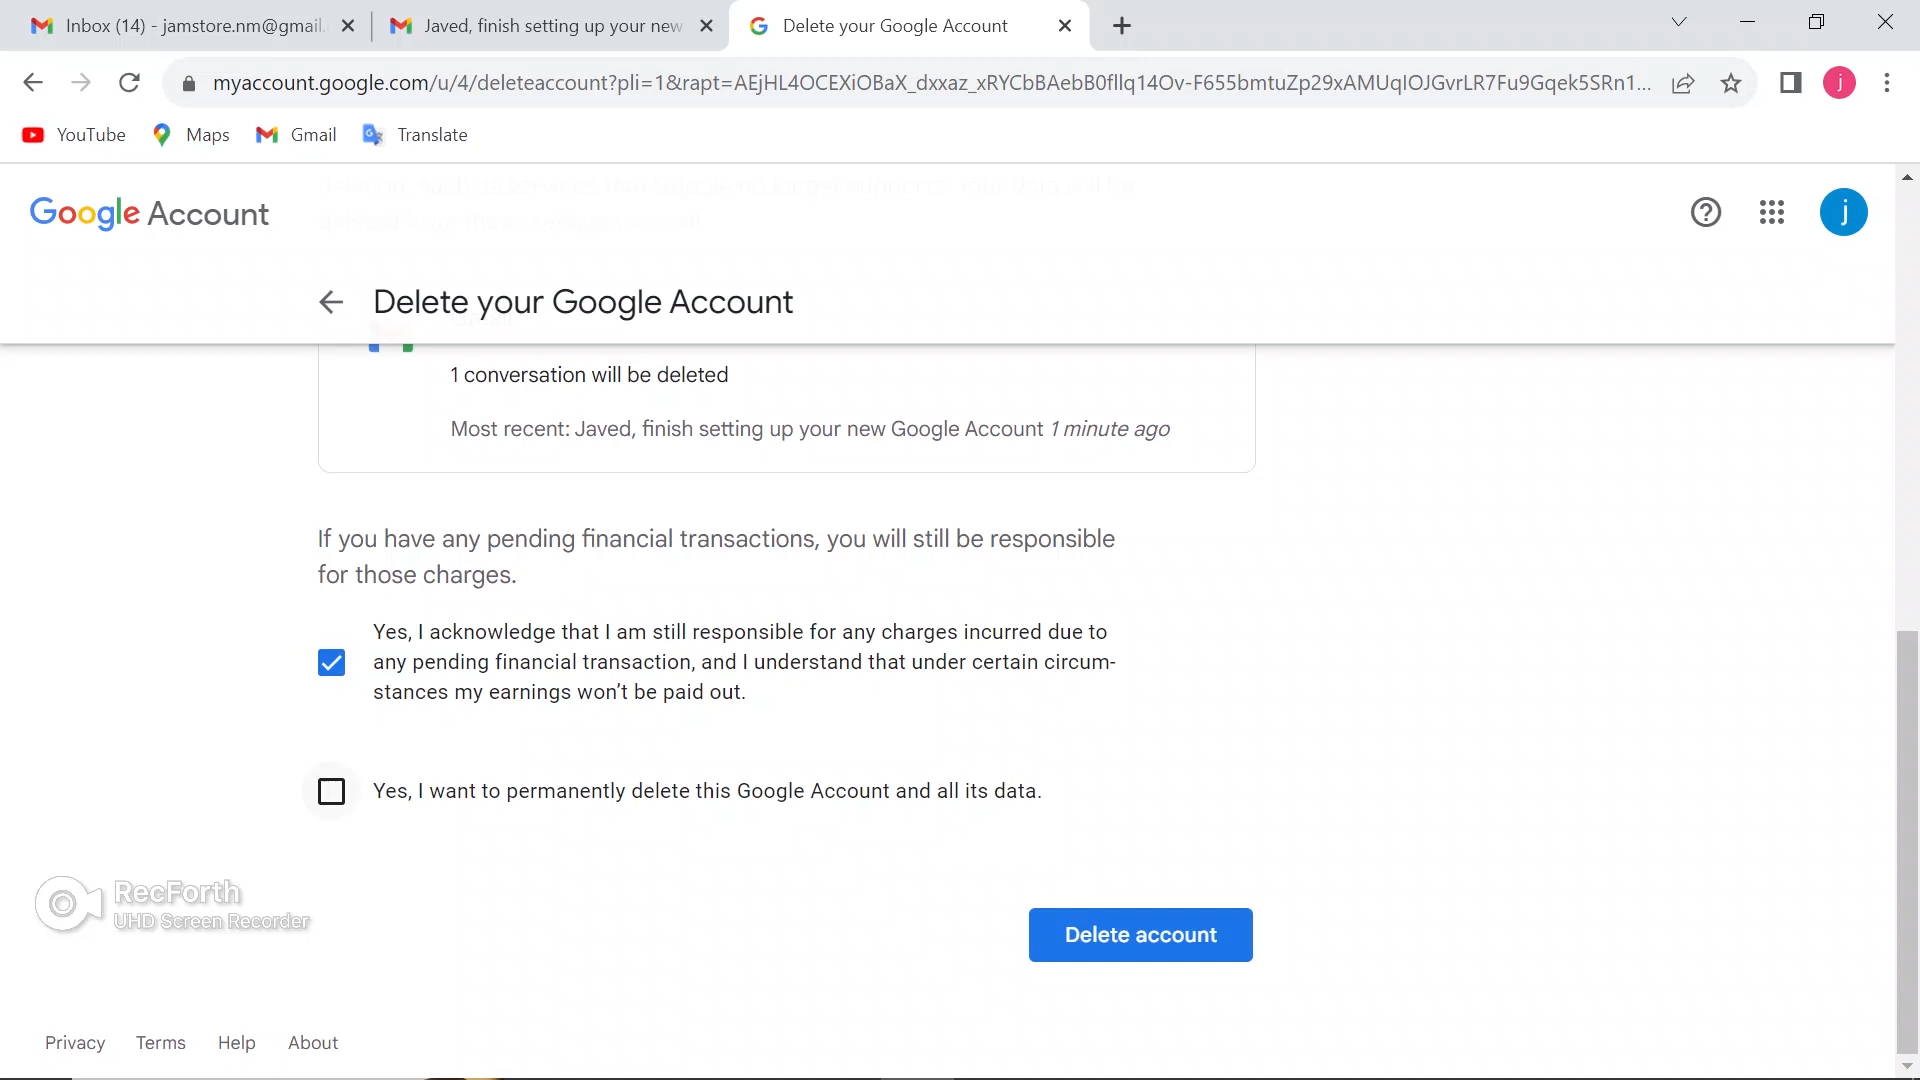 Inbox (14) - jamstore.nm@gmail.
Javed, finish setting up your new
Delete your Google Account
myaccount.google.com/u/4/deleteaccount?pli=1&rapt=AEjHL4OCEXiOBaX_dxxaz_xRYCbBAebB0fllq14Ov-F655bmtuZp29xAMUqIOJGvrLR7Fu9Gqek5SRn1...
j
YouTube
Maps
Gmail
Translate
Google Account
j
Delete your Google Account
1 conversation will be deleted
Most recent: Javed, finish setting up your new Google Account 1 minute ago
If you have any pending financial transactions, you will still be responsible
for those charges.
Yes, I acknowledge that I am still responsible for any charges incurred due to
any pending financial transaction, and I understand that under certain circum-
stances my earnings won't be paid out.
Yes, I want to permanently delete this Google Account and all its data.
RecForth
UHD Screen Recorder
Delete account
Privacy
Terms
Help
About